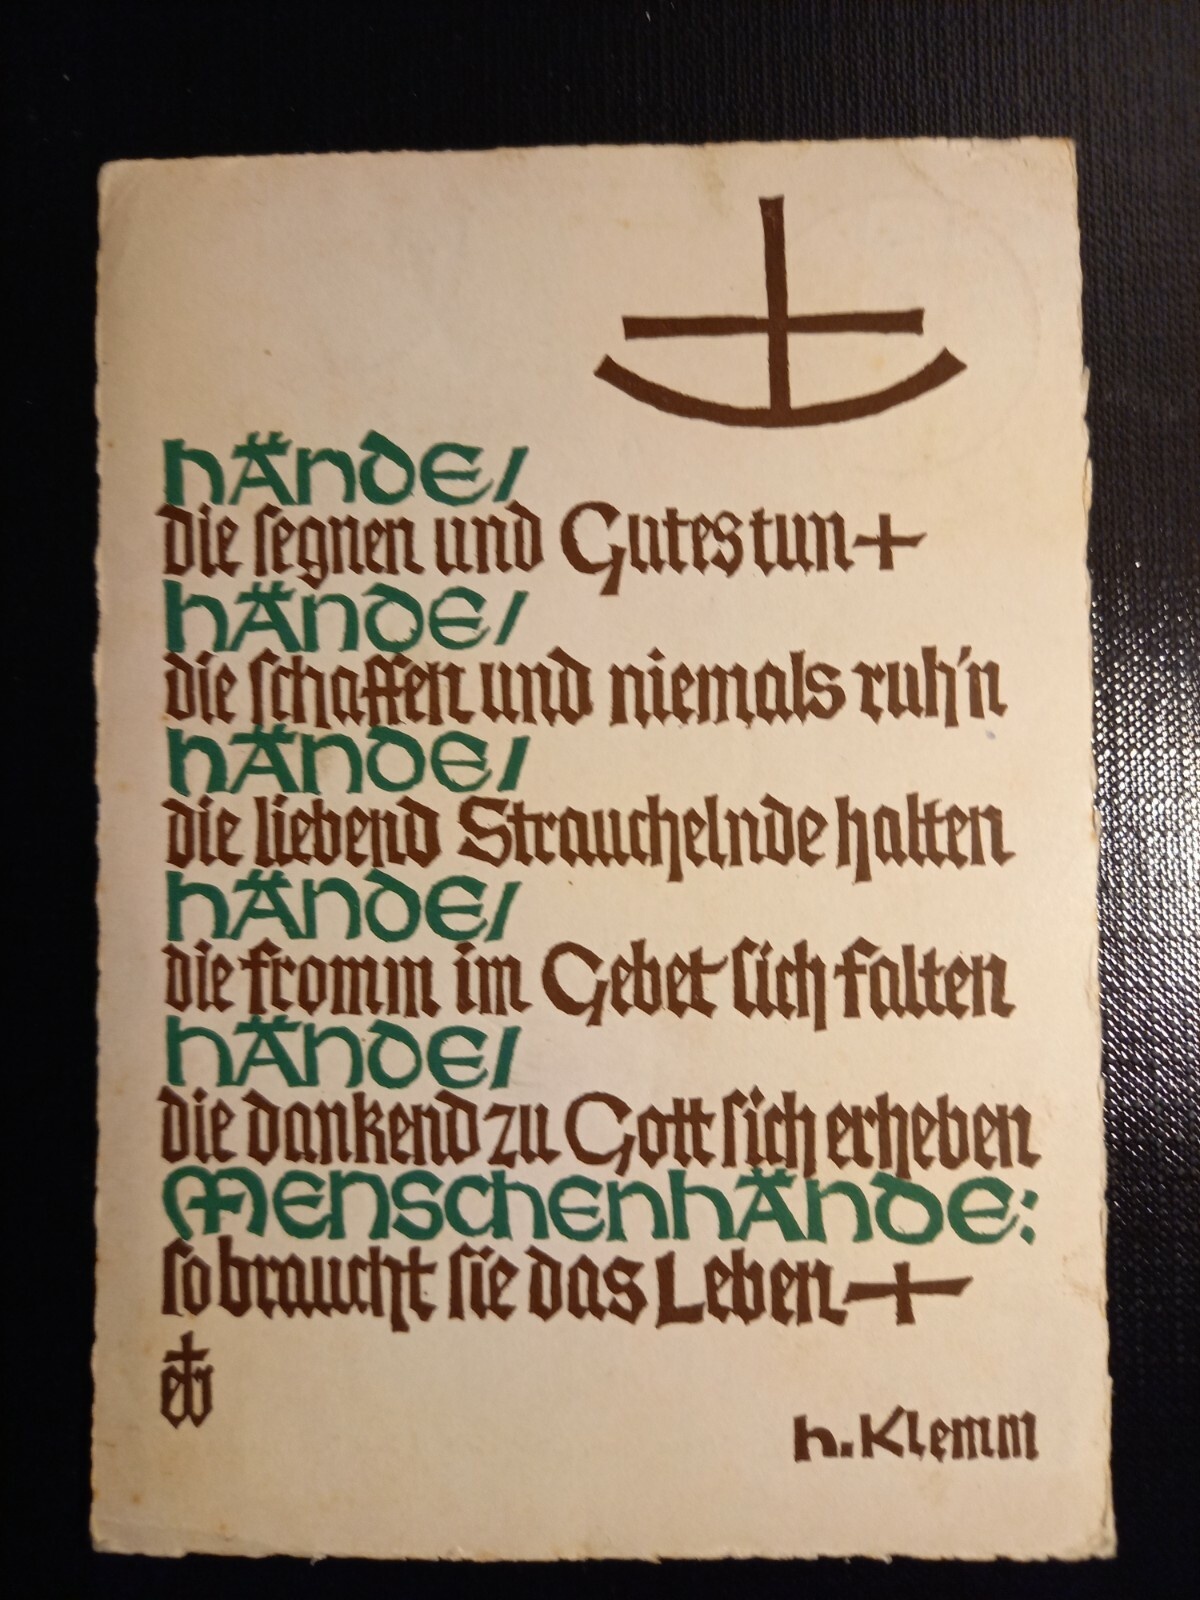 HÄNDE/
die segnen und Gutes tun +
HÄNDE/
die schaffen und niemals ruh'n
HÄNDE/
die liebend Strauchelnde halten
HÄNDE/
die fromm im Gebet sich falten
HÄNDE/
die dankend zu Gott sich erheben
MENSCHENHÄNDE:
so braucht sie das Leben +
h. Klemm